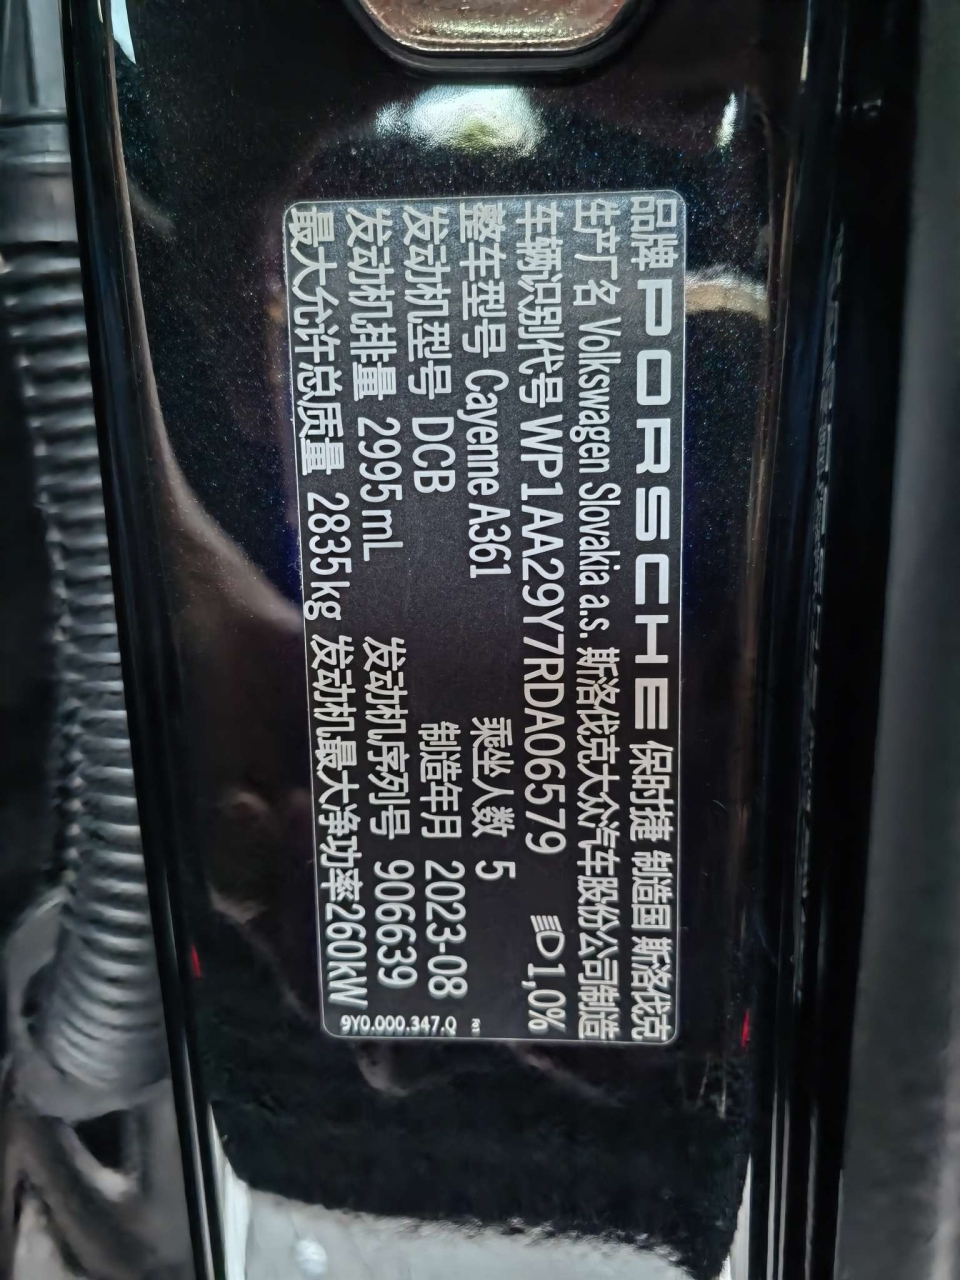 品牌 PORSCHE 保时捷 制造国 斯洛伐克
生产厂名 Volkswagen Slovakia a.s. 斯洛伐克大众汽车股份公司制造
车辆识别代号 WP1AA29Y7RDA06579 1,0%
整车型号 Cayenne A361 乘坐人数 5
发动机型号 DCB 制造年月 2023-08
发动机排量 2995 mL 发动机序列号 906639
最大允许总质量 2835 kg 发动机最大净功率260kW
9Y0.000.347.Q